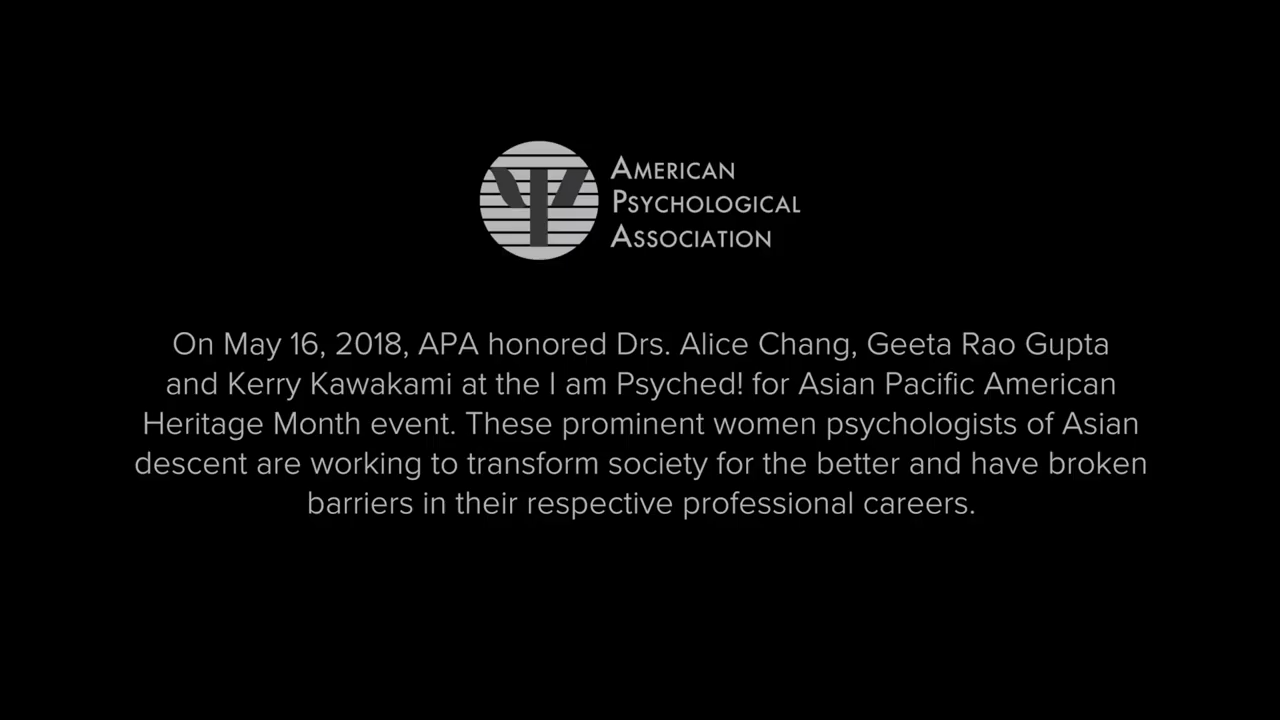 AMERICAN
PSYCHOLOGICAL
ASSOCIATION
On May 16, 2018, APA honored Drs. Alice Chang, Geeta Rao Gupta
and Kerry Kawakami at the I am Psyched! for Asian Pacific American
Heritage Month event. These prominent women psychologists of Asian
descent are working to transform society for the better and have broken
barriers in their respective professional careers.